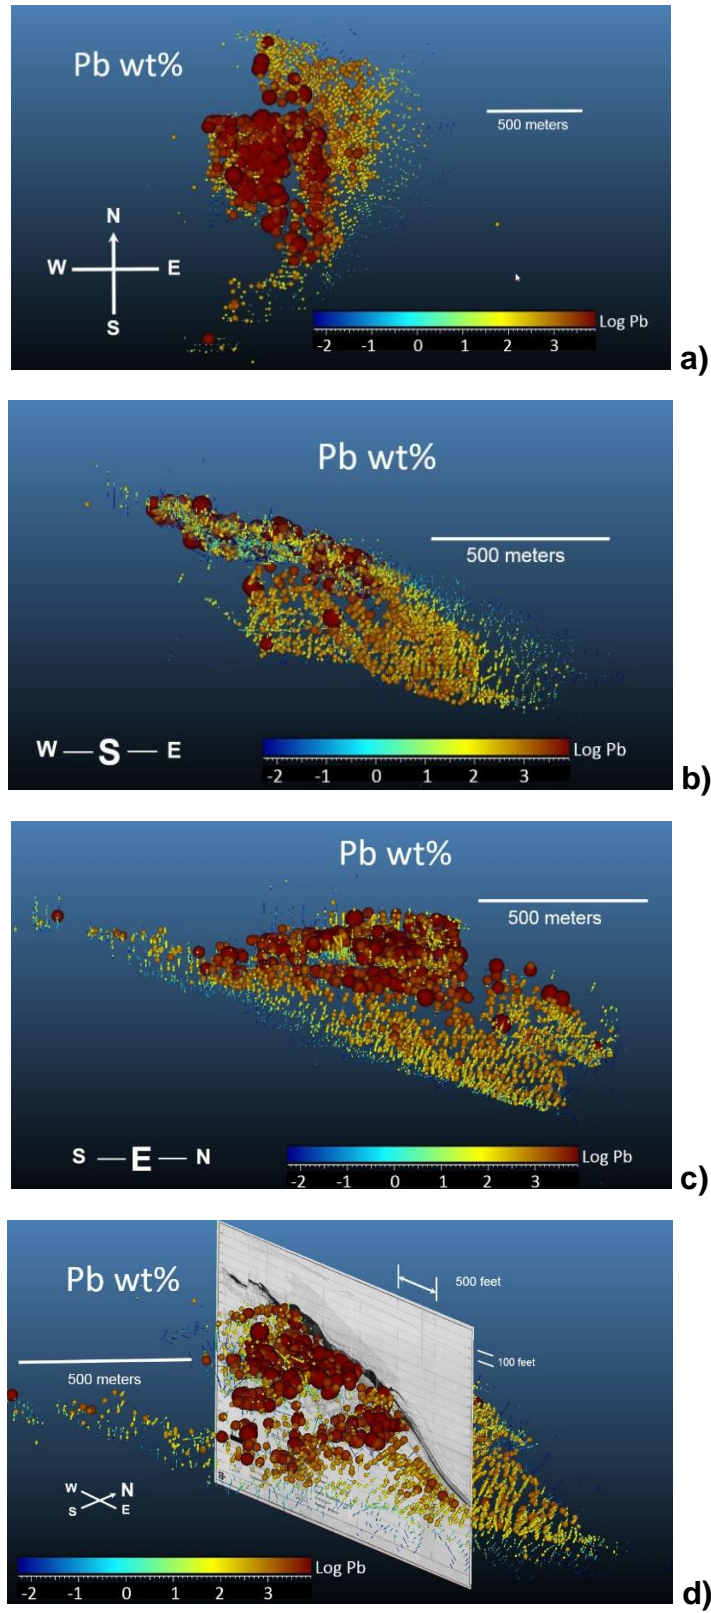 Pb wt%
500 meters
N
W E
S
Log Pb
-2 -1 0 1 2 3
a)
Pb wt%
500 meters
W — S — E
Log Pb
-2 -1 0 1 2 3
b)
Pb wt%
500 meters
S — E — N
Log Pb
-2 -1 0 1 2 3
c)
Pb wt%
500 feet
100 feet
500 meters
W N
S E
Log Pb
-2 -1 0 1 2 3
d)